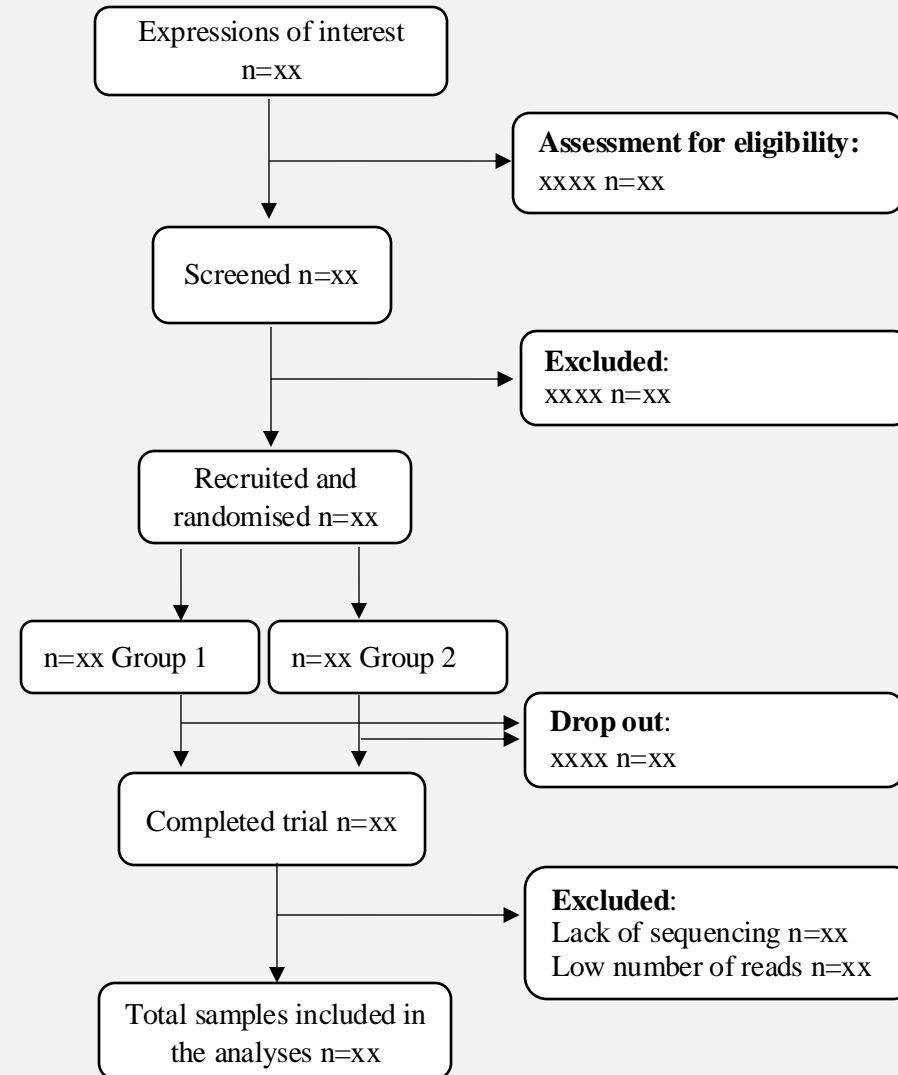 Expressions of interest
n=xx
Assessment for eligibility:
xxxx n=xx
Screened n=xx
Excluded:
xxxx n=xx
Recruited and
randomised n=xx
n=xx Group 1
n=xx Group 2
Drop out:
xxxx n=xx
Completed trial n=xx
Excluded:
Lack of sequencing n=xx
Low number of reads n=xx
Total samples included in
the analyses n=xx